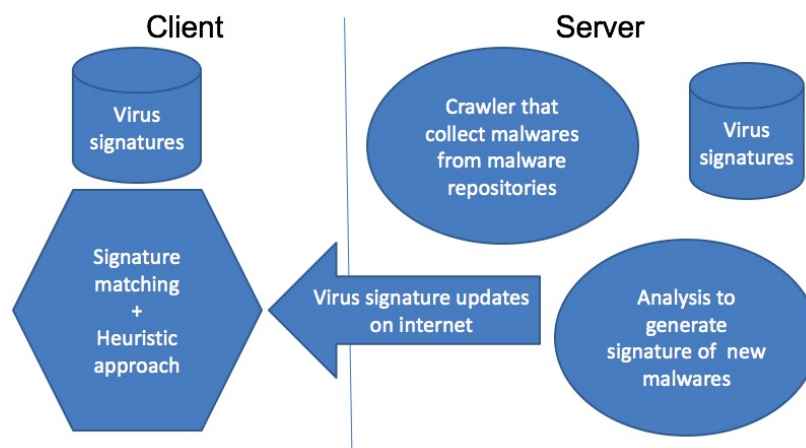 Client
Server
Virus
signatures
Crawler that
collect malwares
from malware
repositories
Virus
signatures
Signature
matching
+
Heuristic
approach
Virus signature updates
on internet
Analysis to
generate
signature of new
malwares